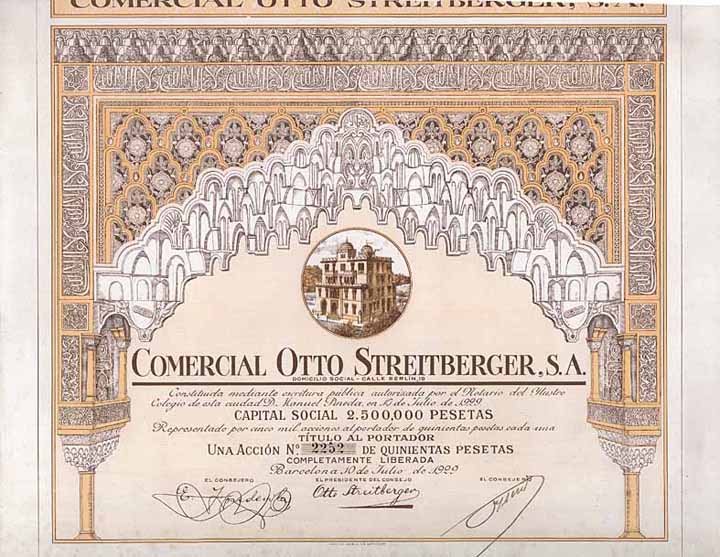 COMERCIAL OTTO STREITBERGER, S.A.
COMERCIAL OTTO STREITBERGER, S.A.
DOMICILIO SOCIAL - CALLE BERLIN, 19
Constituida mediante escritura pública autorizada por el Notario del Ilustre
Colegio de esta ciudad D. Manuel Pineda, en 10 de Julio de 1929
CAPITAL SOCIAL 2.500,000 PESETAS
Representado por cinco mil acciones al portador de quinientas pesetas cada una
TÍTULO AL PORTADOR
UNA ACCIÓN Nº 2252 DE QUINIENTAS PESETAS
COMPLETAMENTE LIBERADA
Barcelona 10 de Julio de 1929
EL CONSEJERO EL PRESIDENTE DEL CONSEJO EL CONSEJERO
Otto Streitberger